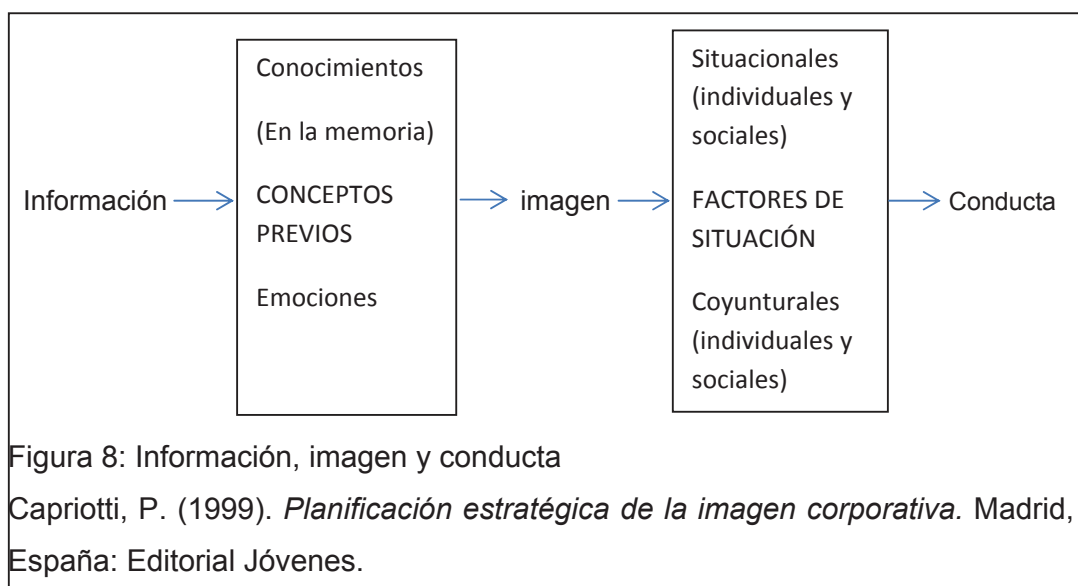 Información
Conocimientos
(En la memoria)
CONCEPTOS
PREVIOS
Emociones
imagen
Situacionales
(individuales y
sociales)
FACTORES DE
SITUACIÓN
Coyunturales
(individuales y
sociales)
Conducta
Figura 8: Información, imagen y conducta
Capriotti, P. (1999). Planificación estratégica de la imagen corporativa. Madrid,
España: Editorial Jóvenes.